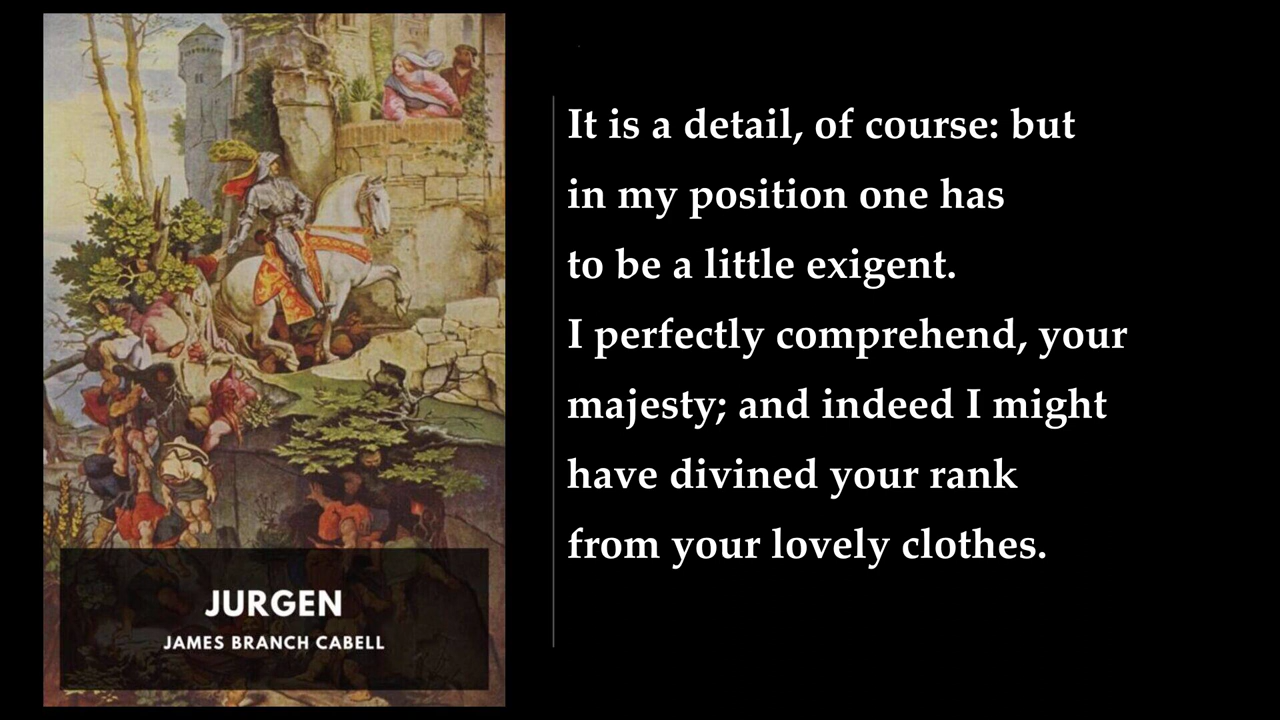 JURGEN
JAMES BRANCH CABELL
It is a detail, of course: but
in my position one has
to be a little exigent.
I perfectly comprehend, your
majesty; and indeed I might
have divined your rank
from your lovely clothes.